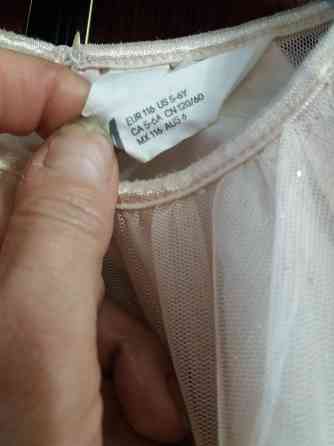 EUR 116 US 5-6Y
CA 5-6A CN 120/60
MX 116 AUS 6